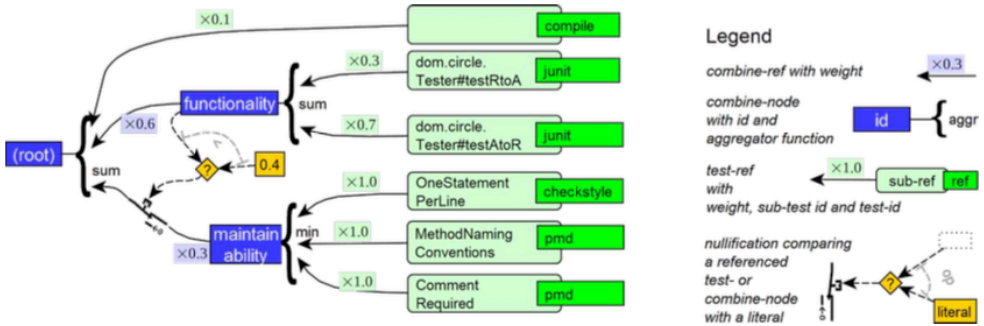 ×0.1
compile
×0.3
dom.circle.
Tester#testRtoA
junit
functionality
sum
×0.6
×0.7
dom.circle.
Tester#testAtoR
junit
(root)
sum
<
?
0.4
×1.0
OneStatement
PerLine
checkstyle
maintain
ability
min
×0.3
×1.0
MethodNaming
Conventions
pmd
×1.0
Comment
Required
pmd
Legend
combine-ref with weight
×0.3
combine-node
with id and
aggregator function
id
aggr
test-ref
with
weight, sub-test id and test-id
×1.0
sub-ref
ref
nullification comparing
a referenced
test- or
combine-node
with a literal
?
op
literal